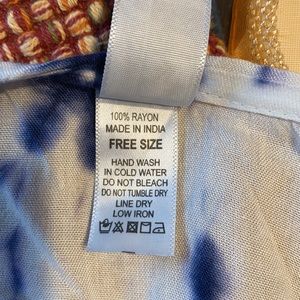 100% RAYON
MADE IN INDIA
FREE SIZE
HAND WASH
IN COLD WATER
DO NOT BLEACH
DO NOT TUMBLE DRY
LINE DRY
LOW IRON